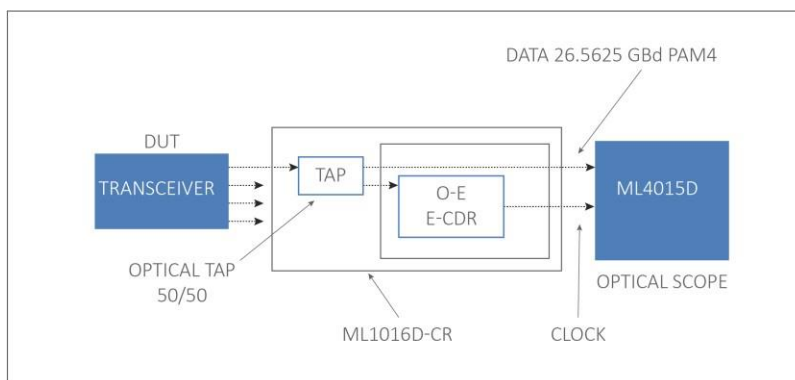 DATA 26.5625 GBd PAM4
DUT
TRANSCEIVER
TAP
O-E
E-CDR
ML4015D
OPTICAL TAP
50/50
OPTICAL SCOPE
ML1016D-CR
CLOCK